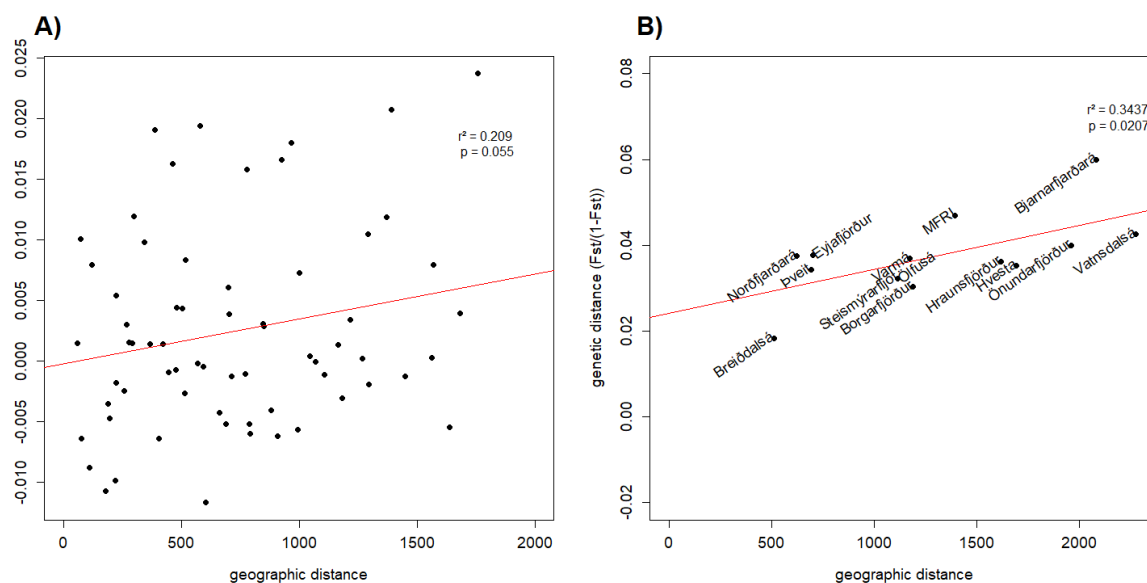 A)
0.025
0.020
0.015
0.010
0.005
0.000
-0.005
-0.010
r² = 0.209
p = 0.055
0
500
1000
1500
2000
geographic distance
B)
genetic distance (Fst/(1-Fst))
0.08
0.06
0.04
0.02
0.00
-0.02
r² = 0.3437
p = 0.0207
Bjarnarfjarðará
MFRI
Eyjafjörður
Norðfjarðará
Þveit
Varmá
Ölfusá
Steismýrarfljót
Borgarfjörður
Hraunsfjörður
Hvesta
Önundarfjörður
Vatnsdalsá
Breiðdalsá
0
500
1000
1500
2000
geographic distance